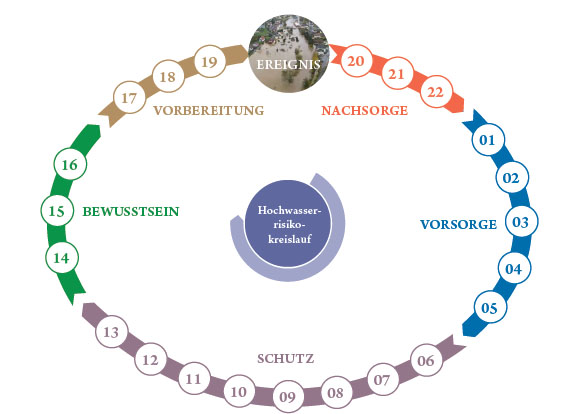 EREIGNIS
19
20
18
21
17
22
VORBEREITUNG
NACHSORGE
01
16
02
15
BEWUSSTSEIN
Hochwasser-
risiko-
kreislauf
VORSORGE
03
14
04
05
13
12
SCHUTZ
06
11
07
10
09
08